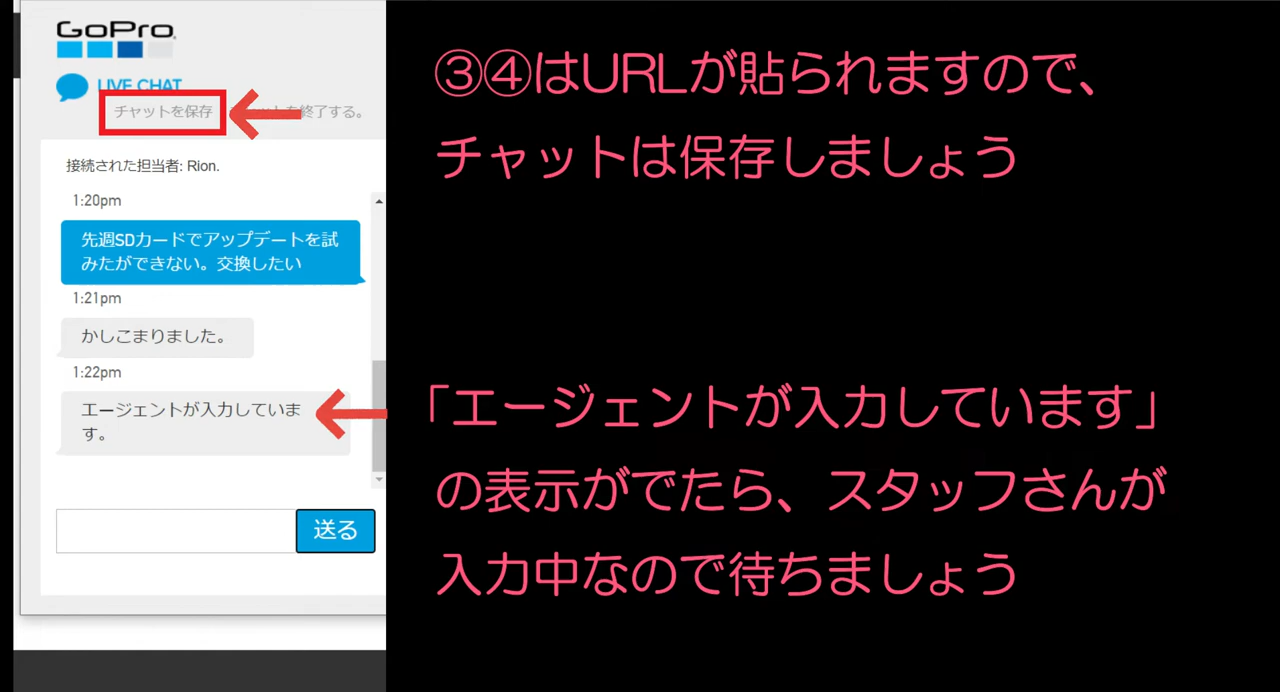 GoPro
LIVE CHAT
チャットを保存
を終了する。
接続された担当者: Rion.
1:20pm
先週SDカードでアップデートを試
みたができない。交換したい
1:21pm
かしこまりました。
1:22pm
エージェントが入力していま
す。
送る
③④はURLが貼られますので、
チャットは保存しましょう
「エージェントが入力しています」
の表示がでたら、スタッフさんが
入力中なので待ちましょう